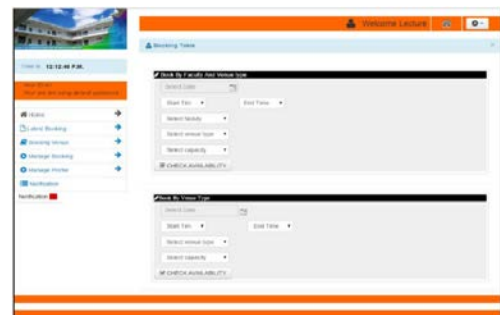 Welcome Lecture
Booking Table
Time is: 12:12:46 P.M.
Book By Faculty And Venue type
Select Date
Start Tim
End Time
Select faculty
Select venue type
Select capacity
CHECK AVAILABILITY
Home
Latest Booking
Booking Venue
Manage Booking
Manage Profile
Notification
Notification
Book By Venue Type
Select Date
Start Tim
End Time
Select venue type
Select capacity
CHECK AVAILABILITY